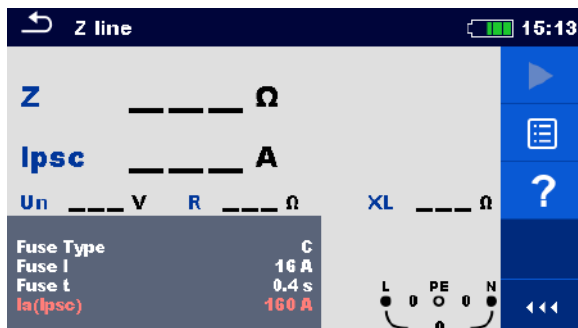 Z line 15:13
Z ___ Ω
Ipsc ___ A
Un ___ V R ___ Ω XL ___ Ω
?
Fuse Type C
Fuse I 16 A
Fuse t 0.4 s
Ia(Ipsc) 160 A
L PE N
0 0
0